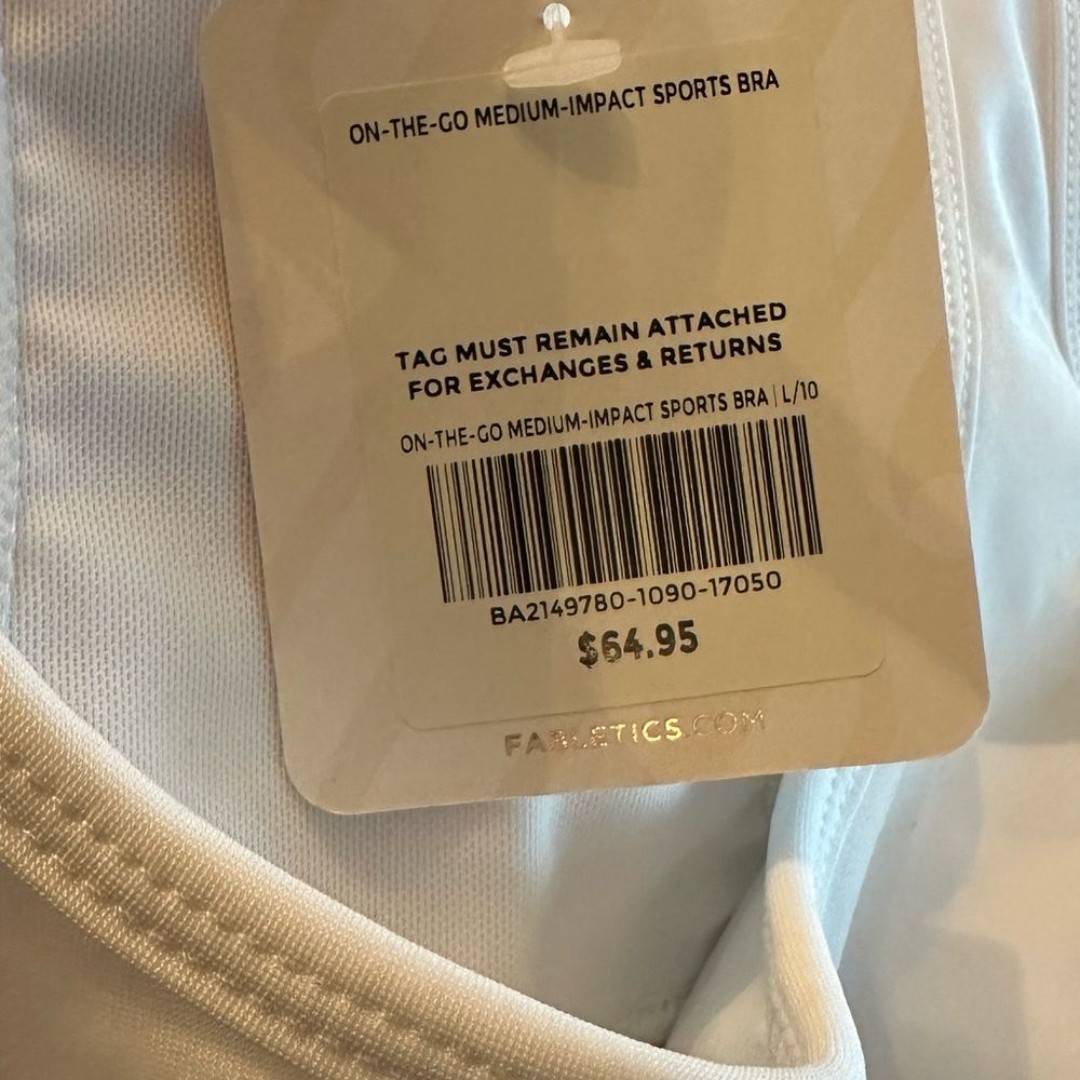 ON-THE-GO MEDIUM-IMPACT SPORTS BRA
TAG MUST REMAIN ATTACHED
FOR EXCHANGES & RETURNS
ON-THE-GO MEDIUM-IMPACT SPORTS BRA | L/10
BA2149780-1090-17050
$64.95
FABLETICS.COM